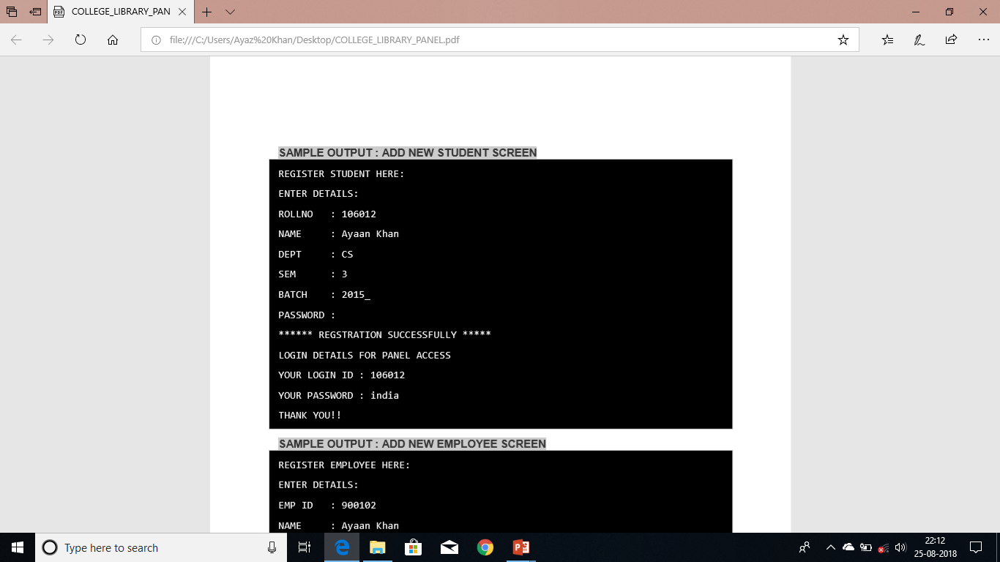 COLLEGE_LIBRARY_PAN
file:///C:/Users/Ayaz%20Khan/Desktop/COLLEGE_LIBRARY_PANEL.pdf
SAMPLE OUTPUT : ADD NEW STUDENT SCREEN
REGISTER STUDENT HERE:
ENTER DETAILS:
ROLLNO   : 106012
NAME     : Ayaan Khan
DEPT     : CS
SEM      : 3
BATCH    : 2015_
PASSWORD :
****** REGSTRATION SUCCESSFULLY *****
LOGIN DETAILS FOR PANEL ACCESS
YOUR LOGIN ID : 106012
YOUR PASSWORD : india
THANK YOU!!
SAMPLE OUTPUT : ADD NEW EMPLOYEE SCREEN
REGISTER EMPLOYEE HERE:
ENTER DETAILS:
EMP ID   : 900102
NAME     : Ayaan Khan
Type here to search
22:12
25-08-2018